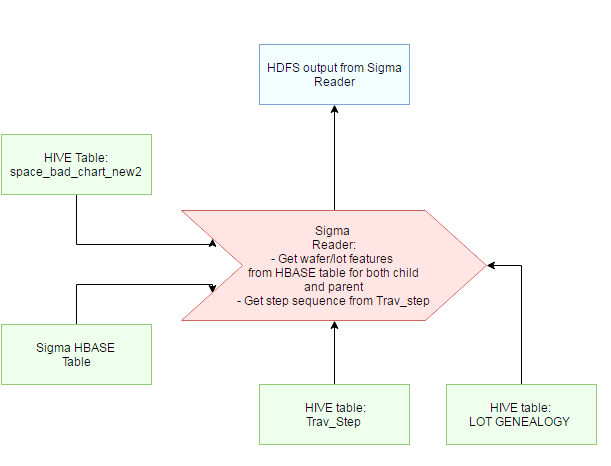 HDFS output from Sigma
Reader
HIVE Table:
space_bad_chart_new2
Sigma
Reader:
- Get wafer/lot features
from HBASE table for both child
and parent
- Get step sequence from Trav_step
Sigma HBASE
Table
HIVE table:
Trav_Step
HIVE table:
LOT GENEALOGY